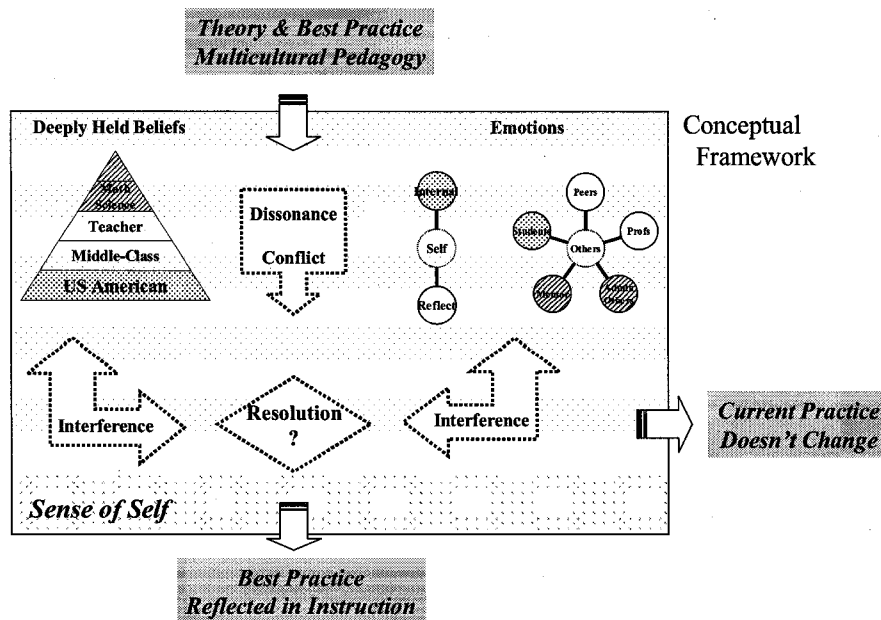 Theory & Best Practice
Multicultural Pedagogy
Conceptual
Framework
Deeply Held Beliefs
Emotions
Math
Science
Teacher
Middle-Class
US American
Dissonance
Conflict
Internal
Self
Reflect
Peers
Students
Others
Profs
Mentor
Others
Interference
Resolution
?
Interference
Current Practice
Doesn't Change
Sense of Self
Best Practice
Reflected in Instruction